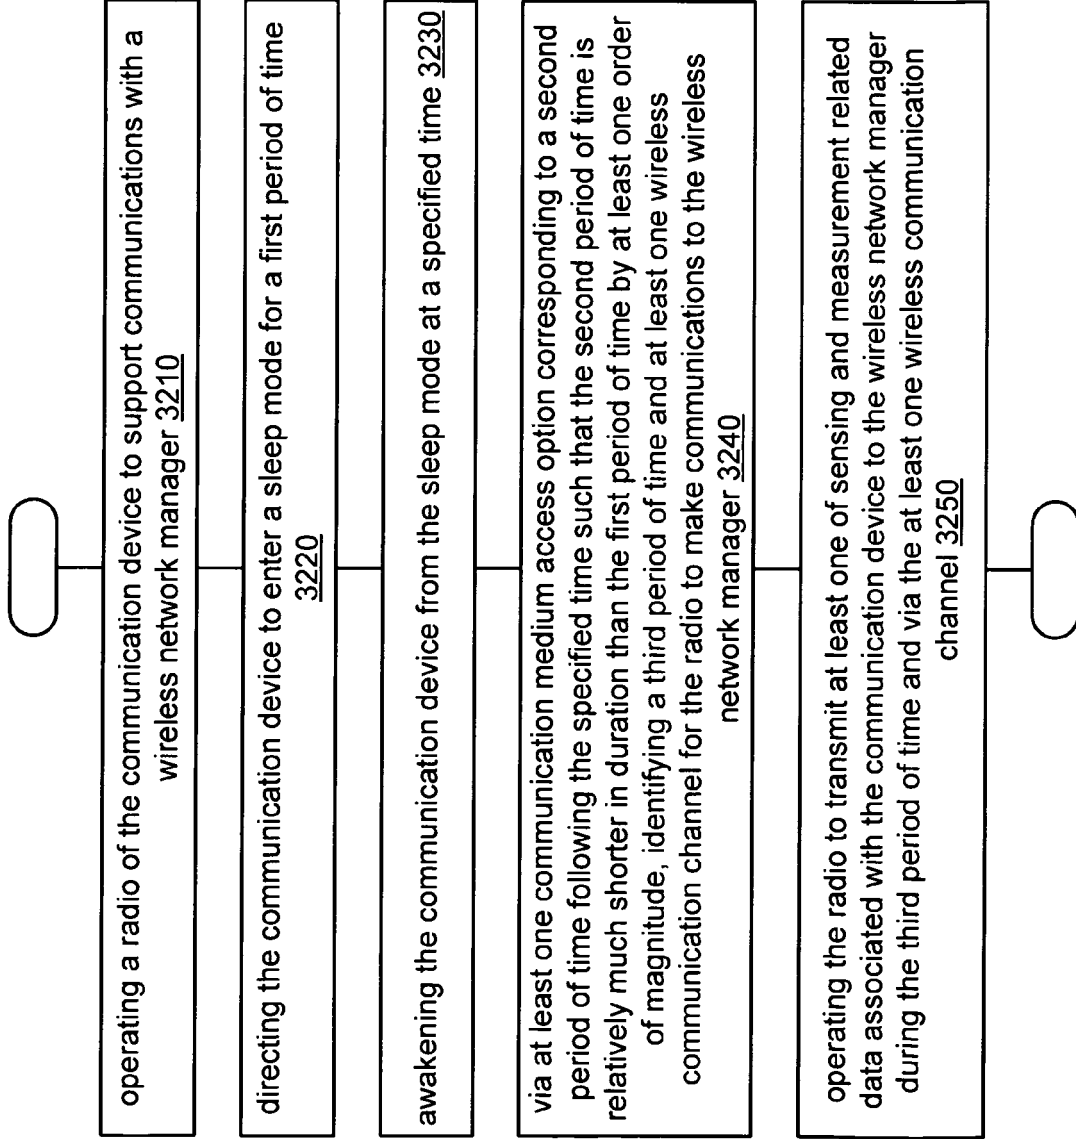 operating a radio of the communication device to support communications with a
wireless network manager 3210
directing the communication device to enter a sleep mode for a first period of time
3220
awakening the communication device from the sleep mode at a specified time 3230
via at least one communication medium access option corresponding to a second
period of time following the specified time such that the second period of time is
relatively much shorter in duration than the first period of time by at least one order
of magnitude, identifying a third period of time and at least one wireless
communication channel for the radio to make communications to the wireless
network manager 3240
operating the radio to transmit at least one of sensing and measurement related
data associated with the communication device to the wireless network manager
during the third period of time and via the at least one wireless communication
channel 3250